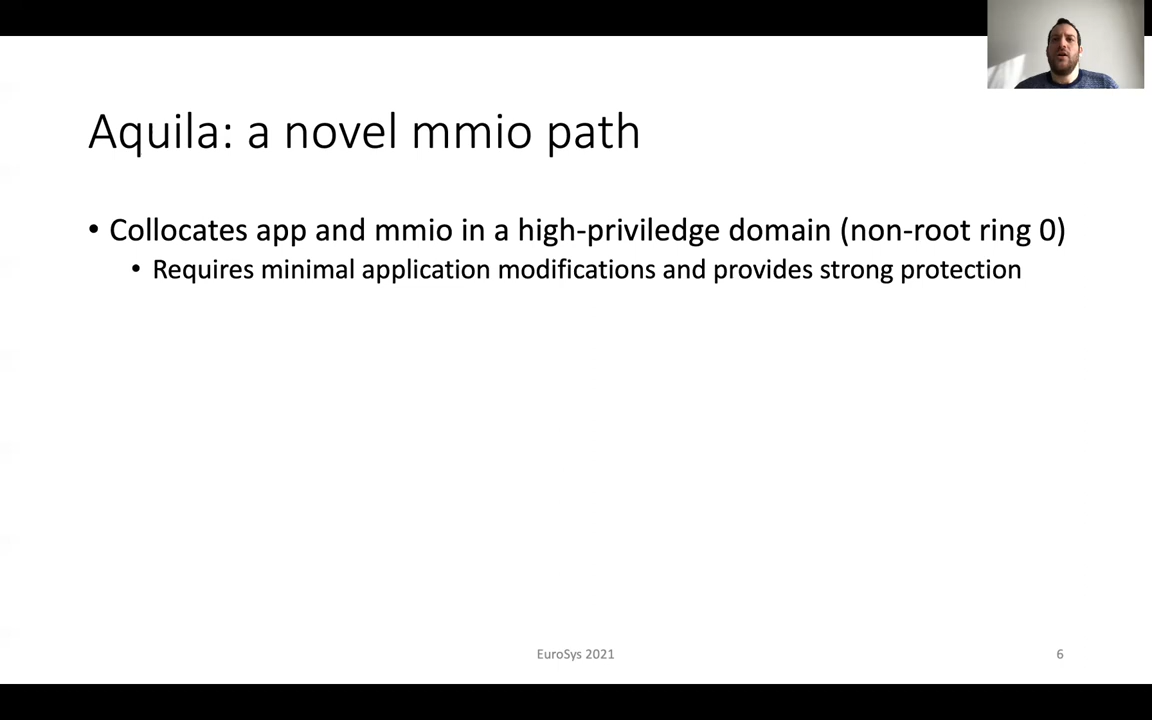 Aquila: a novel mmio path
• Collocates app and mmio in a high-priviledge domain (non-root ring 0)
• Requires minimal application modifications and provides strong protection
EuroSys 2021
6